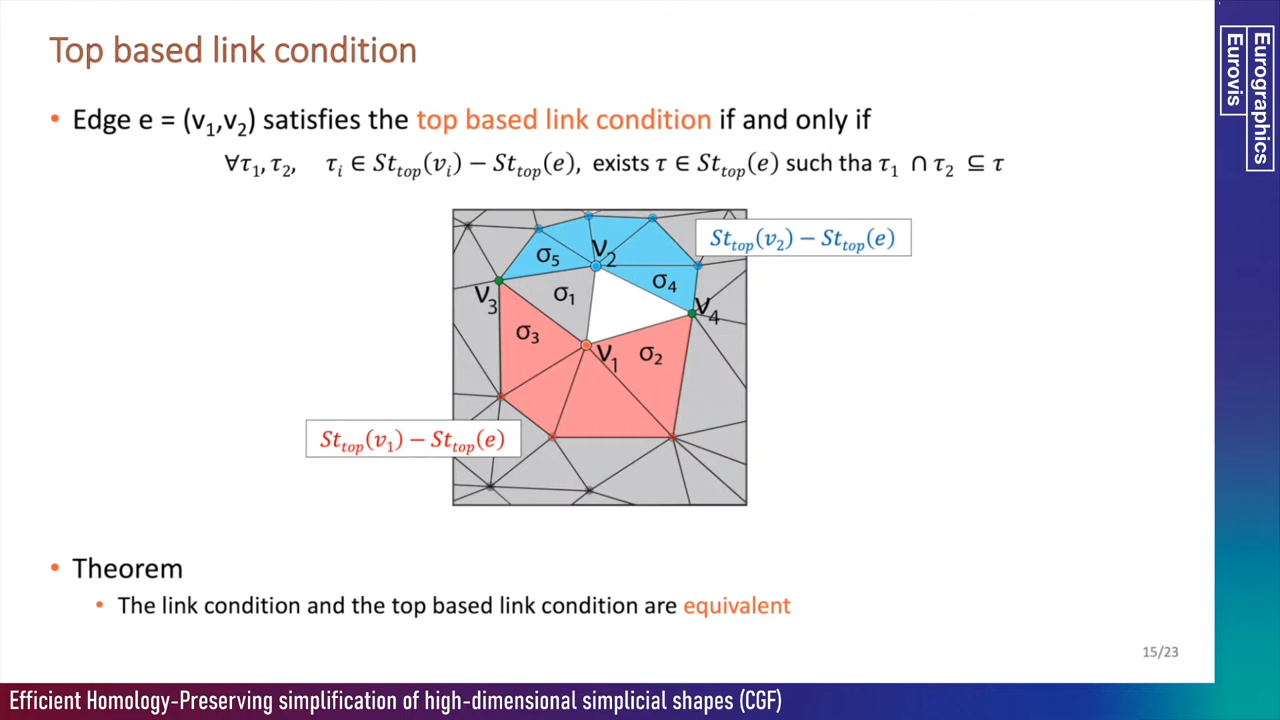 Top based link condition
• Edge e = (v₁,v₂) satisfies the top based link condition if and only if
∀τ₁, τ₂, τᵢ ∈ Stₜₒₚ(vᵢ) − Stₜₒₚ(e), exists τ ∈ Stₜₒₚ(e) such tha τ₁ ∩ τ₂ ⊆ τ
Stₜₒₚ(v₂) − Stₜₒₚ(e)
σ₅
v₂
σ₄
v₃
σ₁
v₄
σ₃
v₁
σ₂
Stₜₒₚ(v₁) − Stₜₒₚ(e)
• Theorem
• The link condition and the top based link condition are equivalent
15/23
Efficient Homology-Preserving simplification of high-dimensional simplicial shapes (CGF)
Eurographics
Eurovis